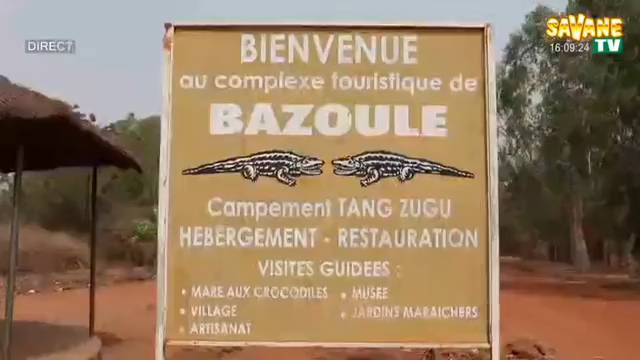 DIRECT
SAVANE
16:09:24 TV
BIENVENUE
au complexe touristique de
BAZOULE
Campement TANG ZUGU
HEBERGEMENT - RESTAURATION
VISITES GUIDEES :
• MARE AUX CROCODILES • MUSEE
• VILLAGE • JARDINS MARAICHERS
• ARTISANAT